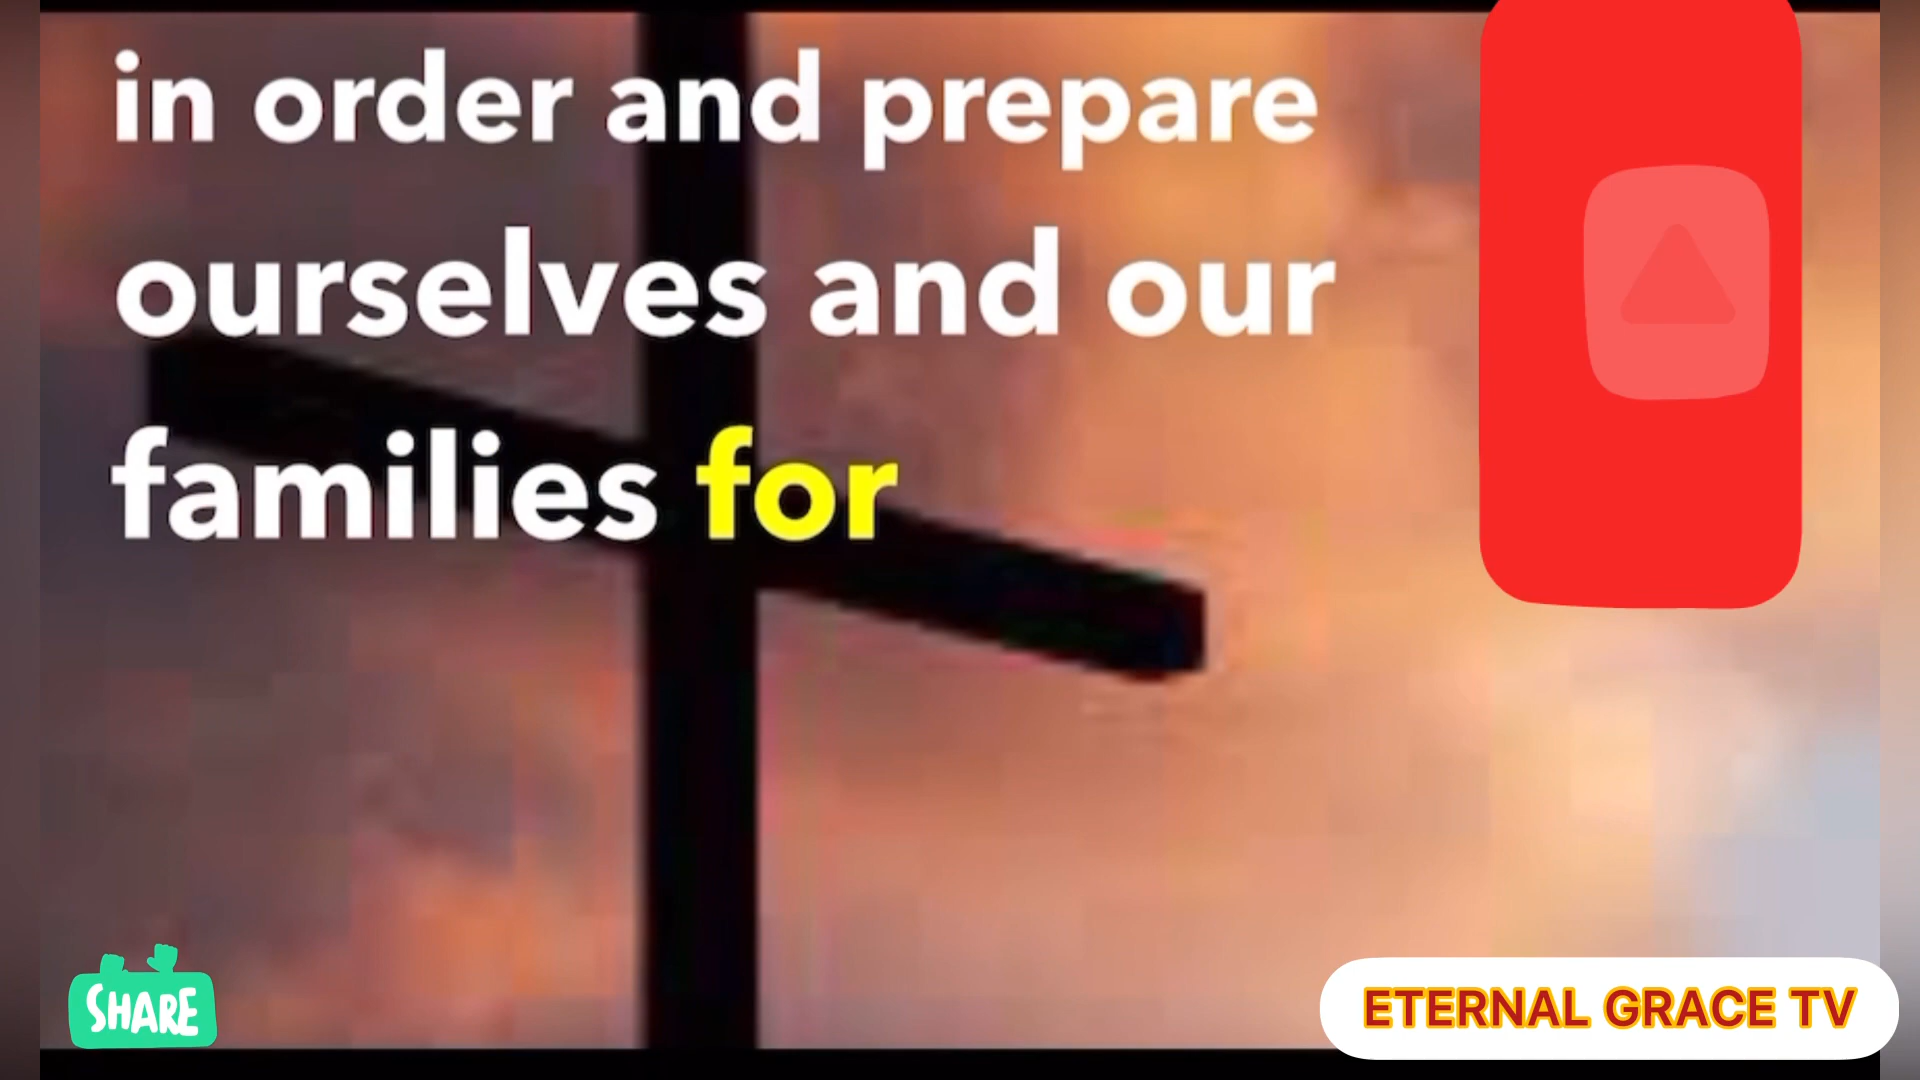 in order and prepare
ourselves and our
families for
SHARE
ETERNAL GRACE TV